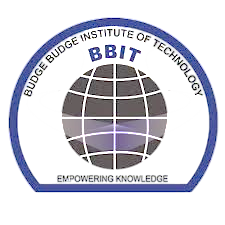 BUDGE BUDGE INSTITUTE OF TECHNOLOGY
BBIT
EMPOWERING KNOWLEDGE